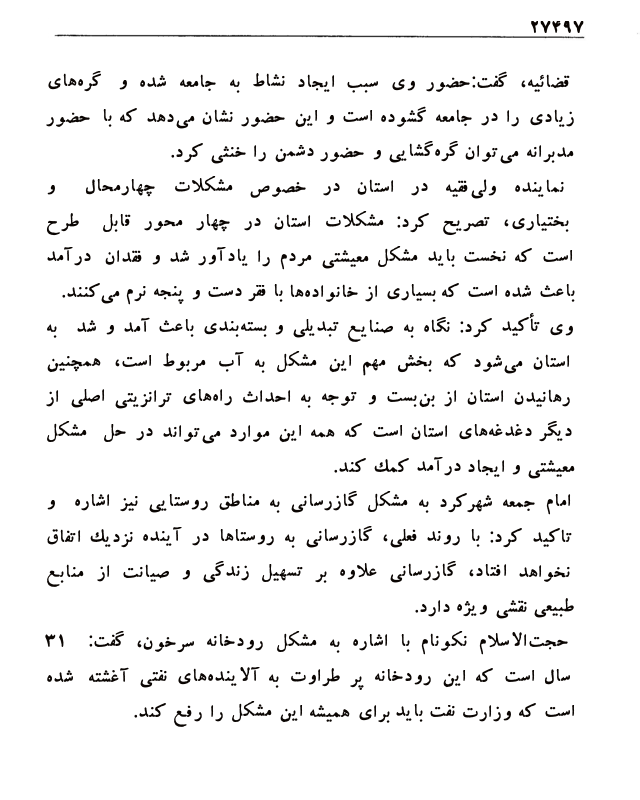 ۲۷۴۹۷
قضائیه، گفت:حضور وی سبب ایجاد نشاط به جامعه شده و گره‌های
زیادی را در جامعه گشوده است و این حضور نشان می‌دهد که با حضور
مدبرانه می‌توان گره‌گشایی و حضور دشمن را خنثی کرد.
نماینده ولی‌فقیه در استان در خصوص مشکلات چهارمحال و
بختیاری، تصریح کرد: مشکلات استان در چهار محور قابل طرح
است که نخست باید مشکل معیشتی مردم را یادآور شد و فقدان درآمد
باعث شده است که بسیاری از خانواده‌ها با فقر دست و پنجه نرم می‌کنند.
وی تأکید کرد: نگاه به صنایع تبدیلی و بسته‌بندی باعث آمد و شد به
استان می‌شود که بخش مهم این مشکل به آب مربوط است، همچنین
رهانیدن استان از بن‌بست و توجه به احداث راه‌های ترانزیتی اصلی از
دیگر دغدغه‌های استان است که همه این موارد می‌تواند در حل مشکل
معیشتی و ایجاد درآمد کمك کند.
امام جمعه شهرکرد به مشکل گازرسانی به مناطق روستایی نیز اشاره و
تاکید کرد: با روند فعلی، گازرسانی به روستاها در آینده نزدیك اتفاق
نخواهد افتاد، گازرسانی علاوه بر تسهیل زندگی و صیانت از منابع
طبیعی نقشی ویژه دارد.
حجت‌الاسلام نکونام با اشاره به مشکل رودخانه سرخون، گفت: ۳۱
سال است که این رودخانه پر طراوت به آلاینده‌های نفتی آغشته شده
است که وزارت نفت باید برای همیشه این مشکل را رفع کند.